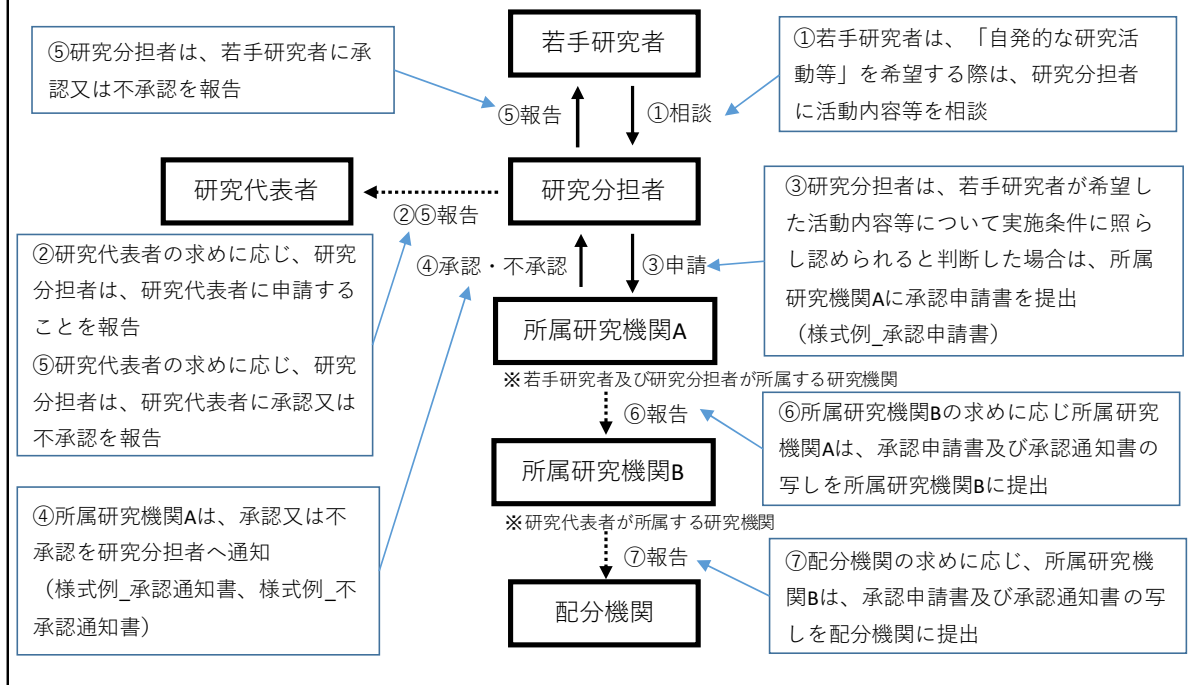 若手研究者
⑤研究分担者は、若手研究者に承
認又は不承認を報告
①若手研究者は、「自発的な研究活
動等」を希望する際は、研究分担者
に活動内容等を相談
⑤報告
①相談
研究代表者
研究分担者
②⑤報告
③研究分担者は、若手研究者が希望し
た活動内容等について実施条件に照ら
し認められると判断した場合は、所属
研究機関Aに承認申請書を提出
（様式例_承認申請書）
②研究代表者の求めに応じ、研究
分担者は、研究代表者に申請する
ことを報告
⑤研究代表者の求めに応じ、研究
分担者は、研究代表者に承認又は
不承認を報告
④承認・不承認
③申請
所属研究機関A
※若手研究者及び研究分担者が所属する研究機関
⑥報告
⑥所属研究機関Bの求めに応じ所属研究
機関Aは、承認申請書及び承認通知書の
写しを所属研究機関Bに提出
所属研究機関B
※研究代表者が所属する研究機関
④所属研究機関Aは、承認又は不
承認を研究分担者へ通知
（様式例_承認通知書、様式例_不
承認通知書）
⑦報告
⑦配分機関の求めに応じ、所属研究機
関Bは、承認申請書及び承認通知書の写
しを配分機関に提出
配分機関